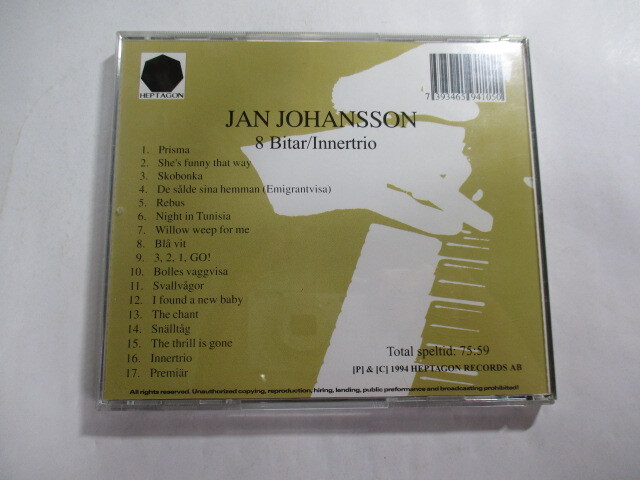 HEPTAGON
7 393465 941050
JAN JOHANSSON
8 Bitar/Innertrio
1. Prisma
2. She's funny that way
3. Skobonka
4. De sålde sina hemman (Emigrantvisa)
5. Rebus
6. Night in Tunisia
7. Willow weep for me
8. Blå vit
9. 3, 2, 1, GO!
10. Bolles vaggvisa
11. Svallvågor
12. I found a new baby
13. The chant
14. Snälltåg
15. The thrill is gone
16. Innertrio
17. Premiär
Total speltid: 75:59
[P] & [C] 1994 HEPTAGON RECORDS AB
All rights reserved. Unauthorized copying, reproduction, hiring, lending, public preformance and broadcasting prohibited!